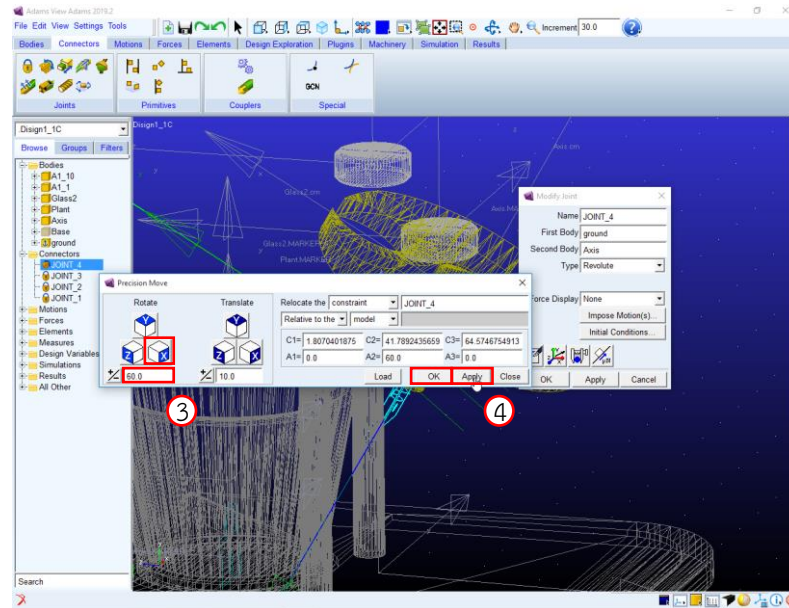 Adams View Adams 2019.2
File Edit View Settings Tools
Increment 30.0
Bodies Connectors Motions Forces Elements Design Exploration Plugins Machinery Simulation Results
GCN
Joints Primitives Couplers Special
.Disign1_1C
Disign1_1C
Browse Groups Filters
Bodies
A1_10
A1_1
Glass2
Plant
Axis
Base
ground
Connectors
JOINT_4
JOINT_3
JOINT_2
JOINT_1
Motions
Forces
Elements
Measures
Design Variables
Simulations
Results
All Other
Search
Axis.cm
Glass2.cm
Modify Joint
Name JOINT_4
First Body ground
Second Body Axis
Type Revolute
Force Display None
Impose Motion(s)...
Initial Conditions...
OK Apply Cancel
Precision Move
Rotate Translate
Y Y
Z X Z X
60.0 10.0
Relocate the constraint JOINT_4
Relative to the model
C1= 1.8070401875 C2= 41.7892435659 C3= 64.5746754913
A1= 0.0 A2= 60.0 A3= 0.0
Load OK Apply Close
3 4